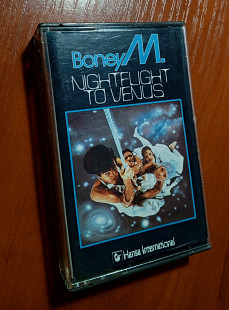 Boney M.
NIGHTFLIGHT
TO VENUS
Hansa International